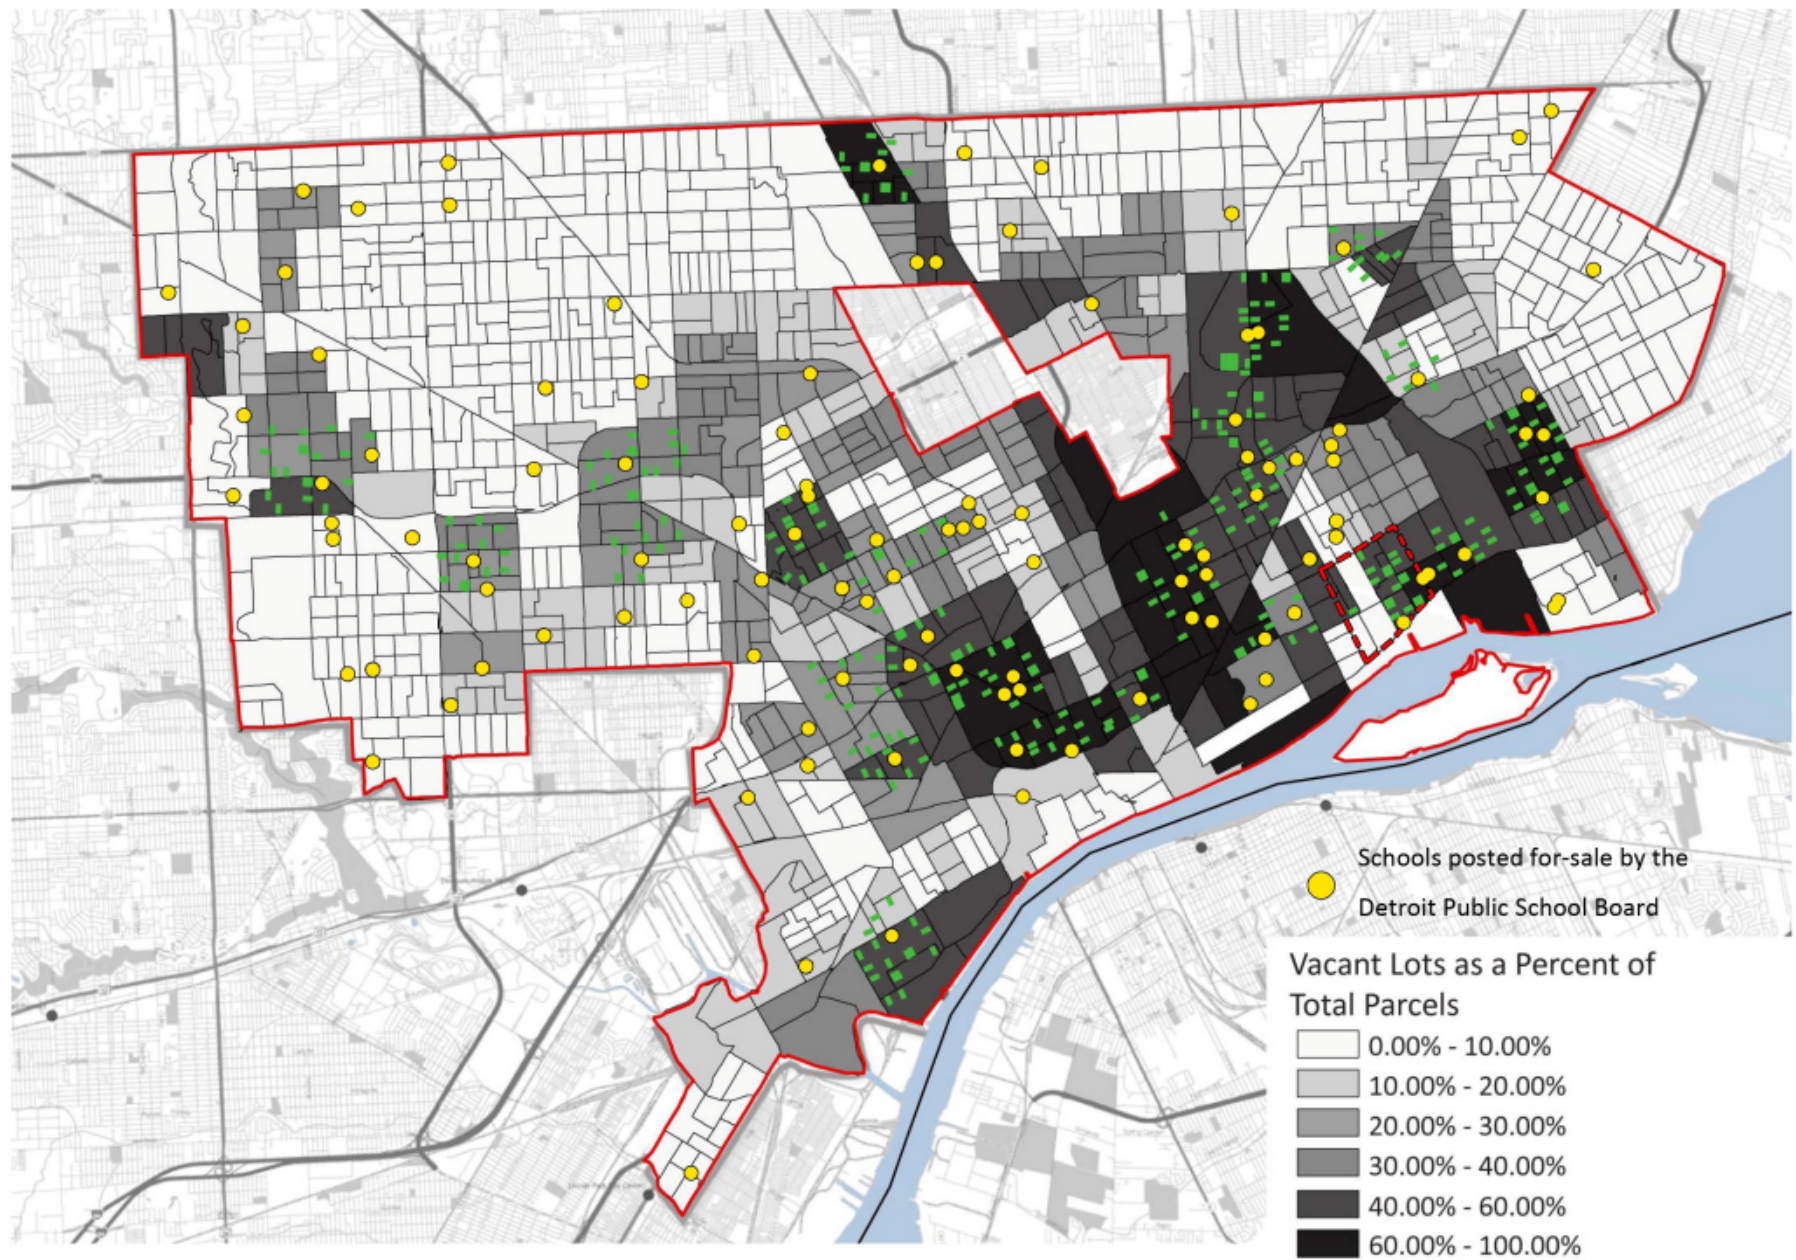 Schools posted for-sale by the
Detroit Public School Board
Vacant Lots as a Percent of
Total Parcels
0.00% - 10.00%
10.00% - 20.00%
20.00% - 30.00%
30.00% - 40.00%
40.00% - 60.00%
60.00% - 100.00%